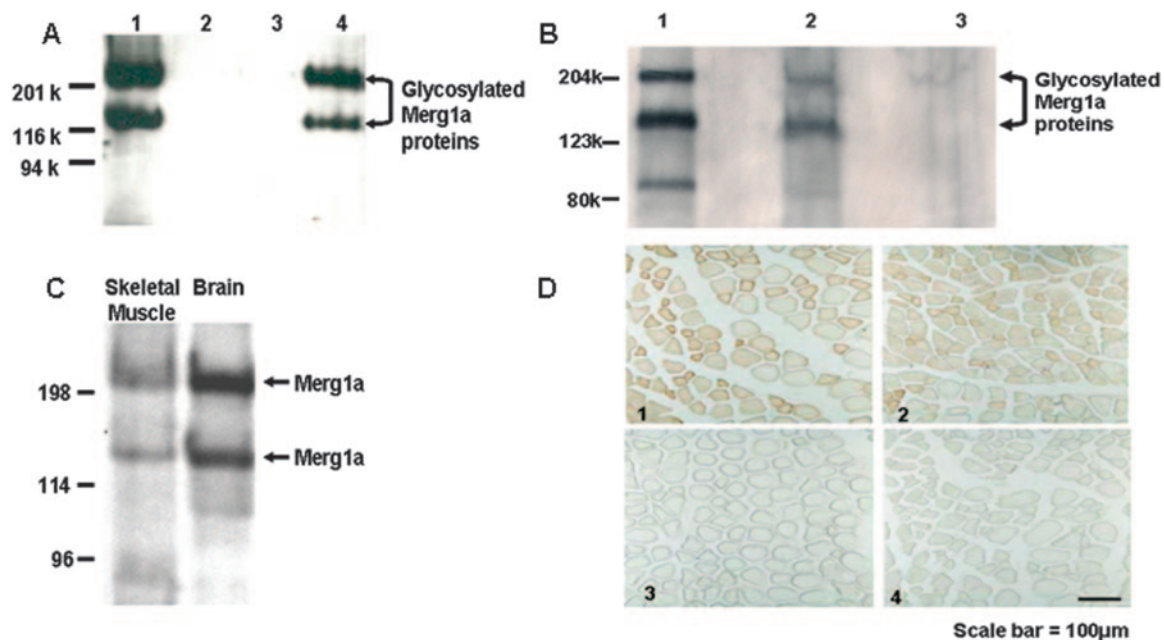 A
1 2 3 4
201 k
116 k
94 k
Glycosylated
Merg1a
proteins
B
1 2 3
204k
123k
80k
Glycosylated
Merg1a
proteins
C
Skeletal
Muscle
Brain
198
114
96
Merg1a
Merg1a
D
1
2
3
4
Scale bar = 100µm